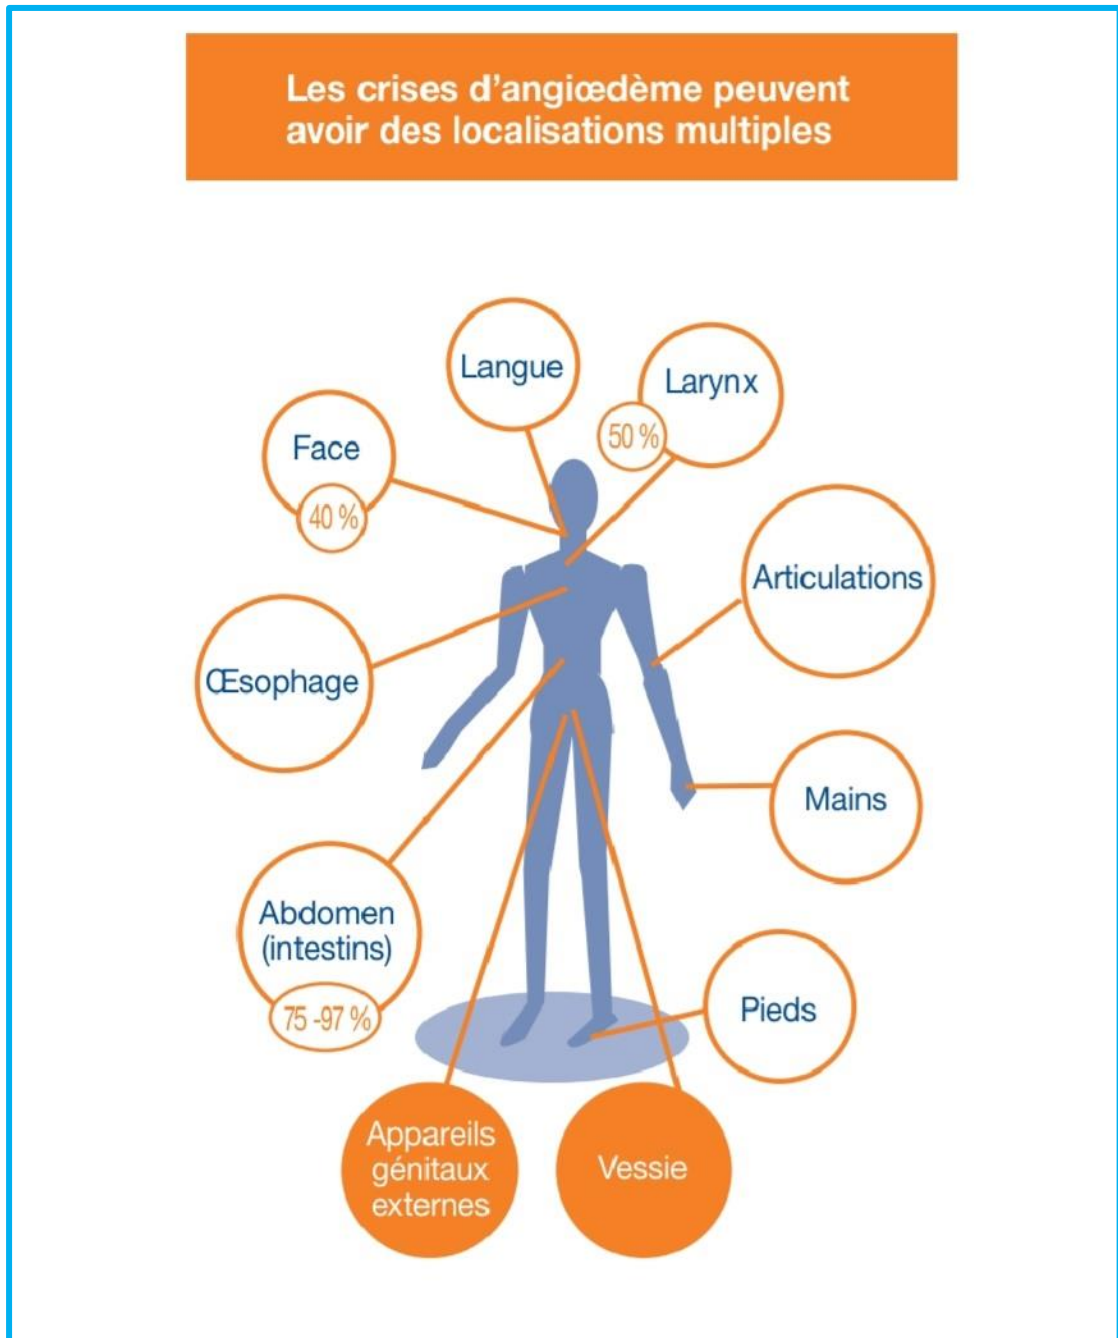 Les crises d'angiœdème peuvent
avoir des localisations multiples
Langue
Larynx
50 %
Face
40 %
Articulations
Œsophage
Mains
Abdomen
(intestins)
75 -97 %
Pieds
Appareils
génitaux
externes
Vessie